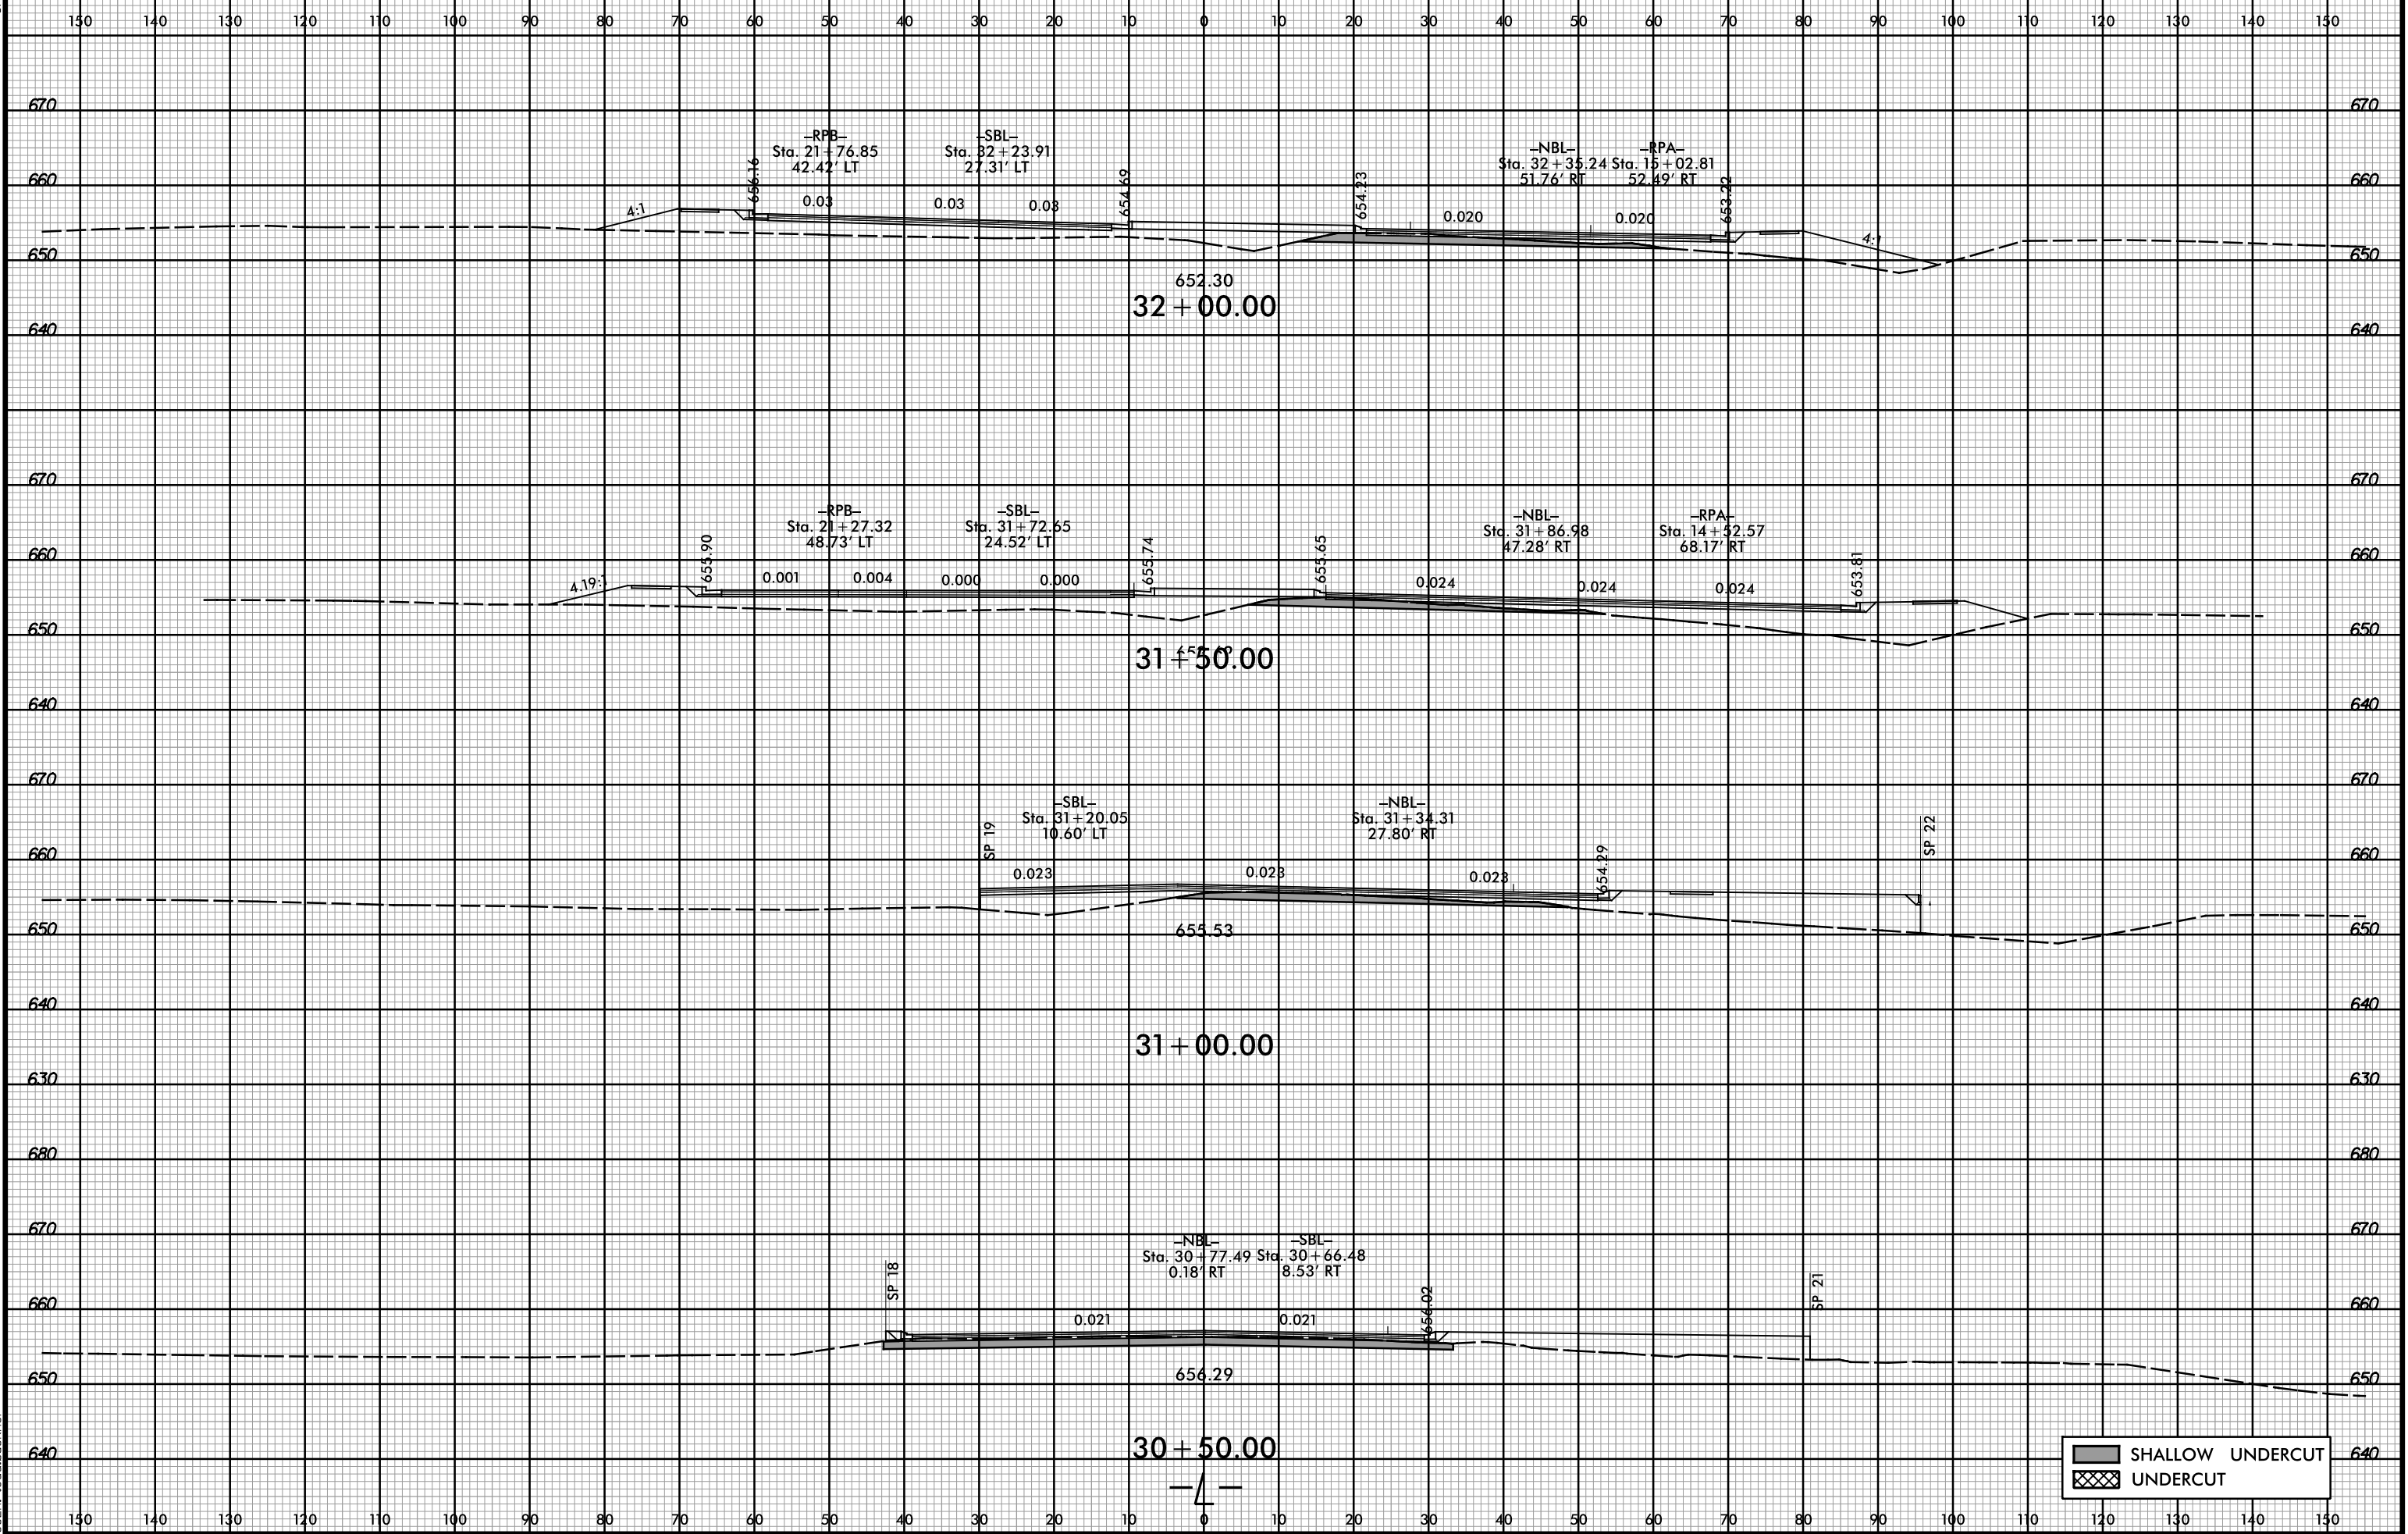 150 140 130 120 110 100 90 80 70 60 50 40 30 20 10 0 10 20 30 40 50 60 70 80 90 100 110 120 130 140 150
670 670
–RPB– –SBL–
Sta. 21+76.85 Sta. 32+23.91
42.42' LT 27.31' LT
–NBL– –RPA–
Sta. 32+35.24 Sta. 15+02.81
51.76' RT 52.49' RT
660 656.16 654.69 654.23 653.22 660
4:1 0.03 0.03 0.03 0.020 0.020 4:1
650 650
652.30
32+00.00
640 640
670 670
–RPB– –SBL– –NBL– –RPA–
Sta. 21+27.32 Sta. 31+72.65 Sta. 31+86.98 Sta. 14+52.57
48.73' LT 24.52' LT 47.28' RT 68.17' RT
660 655.90 655.74 655.65 653.81 660
4.19:1 0.001 0.004 0.000 0.000 0.024 0.024 0.024
650 650
31+50.00
640 640
670 670
–SBL– –NBL–
Sta. 31+20.05 Sta. 31+34.31
10.60' LT 27.80' RT
SP 19 SP 22
660 654.29 660
0.023 0.023 0.023
650 655.53 650
640 640
31+00.00
630 630
680 680
670 670
–NBL– –SBL–
Sta. 30+77.49 Sta. 30+66.48
0.18' RT 8.53' RT
SP 18 SP 21
660 656.02 660
0.021 0.021
650 656.29 650
30+50.00
640 640
SHALLOW UNDERCUT
UNDERCUT
–L–
150 140 130 120 110 100 90 80 70 60 50 40 30 20 10 0 10 20 30 40 50 60 70 80 90 100 110 120 130 140 150